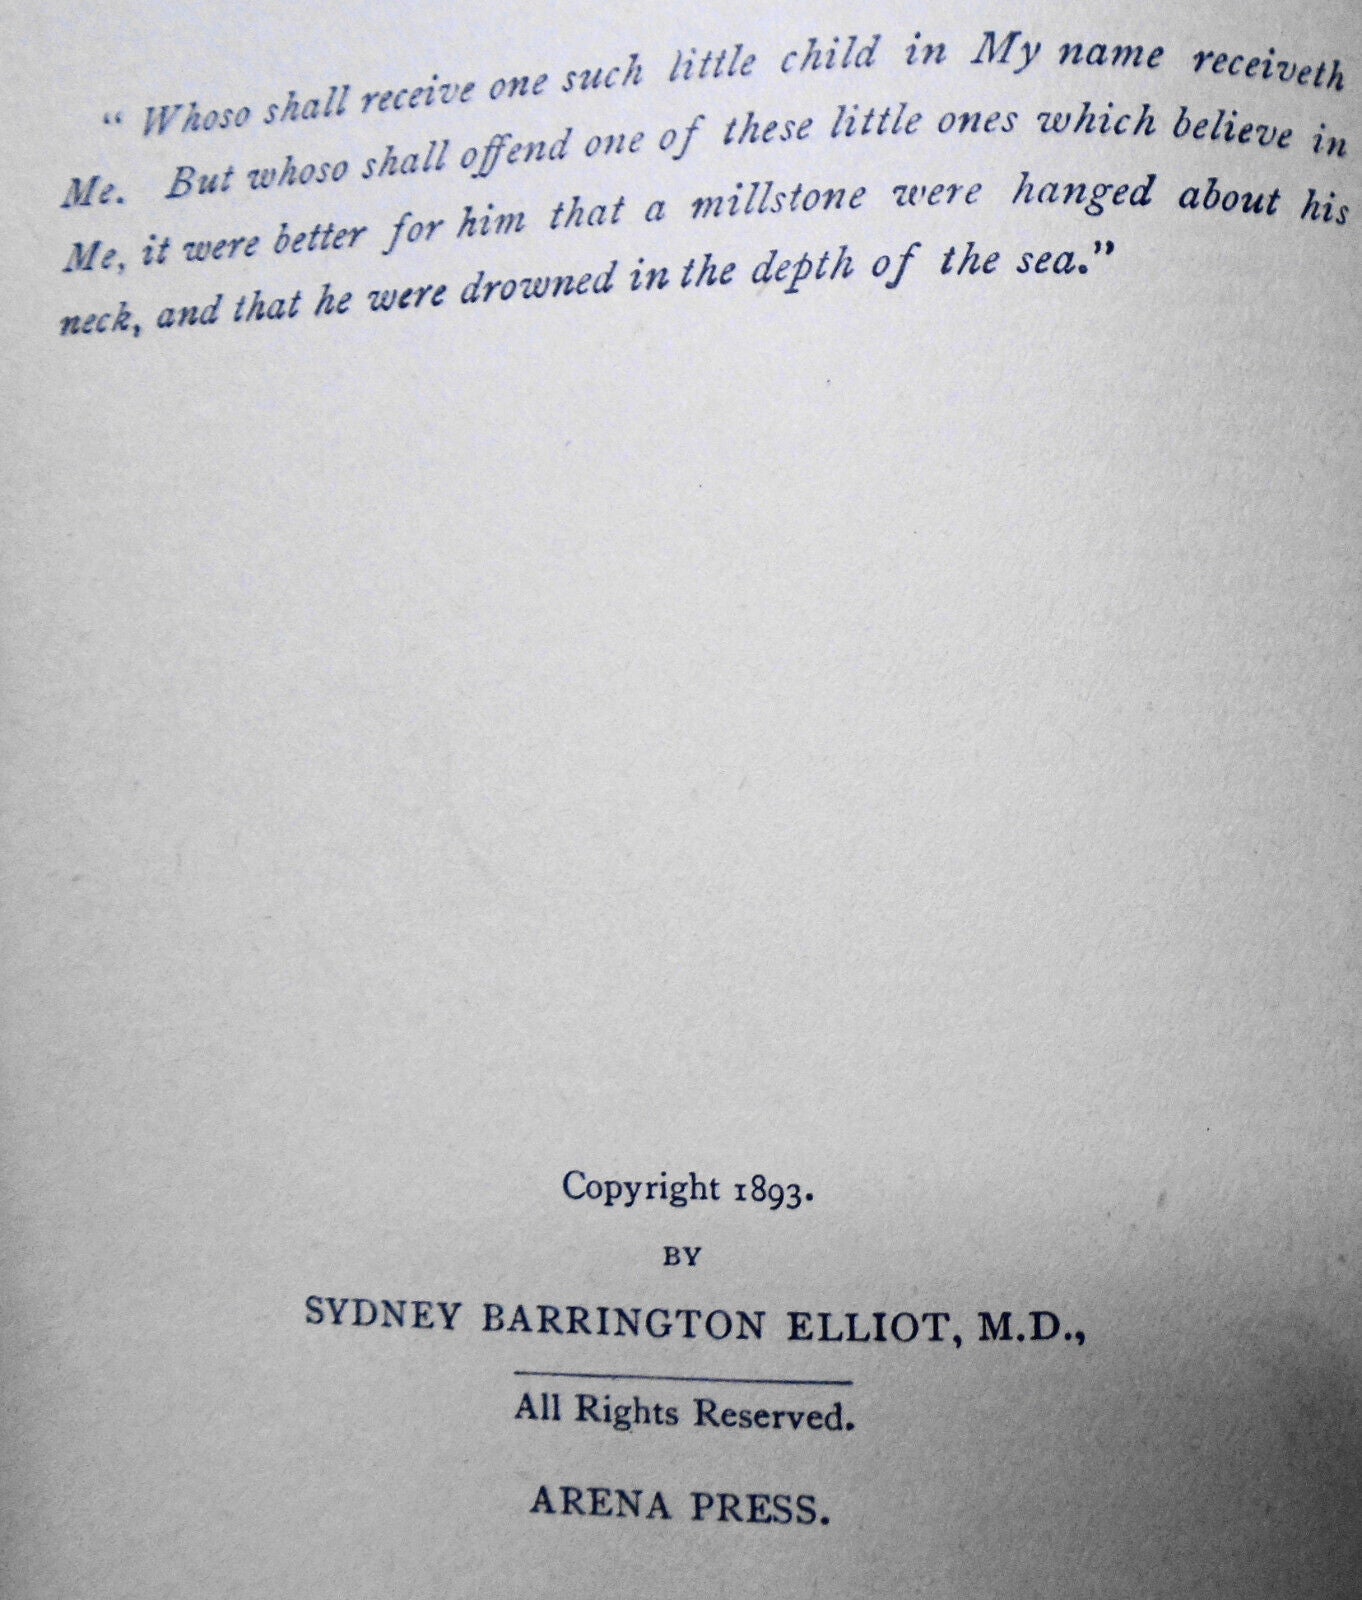 “ Whoso shall receive one such little child in My name receiveth
Me. But whoso shall offend one of these little ones which believe in
Me, it were better for him that a millstone were hanged about his
neck, and that he were drowned in the depth of the sea.”
Copyright 1893.
BY
SYDNEY BARRINGTON ELLIOT, M.D.,
All Rights Reserved.
ARENA PRESS.